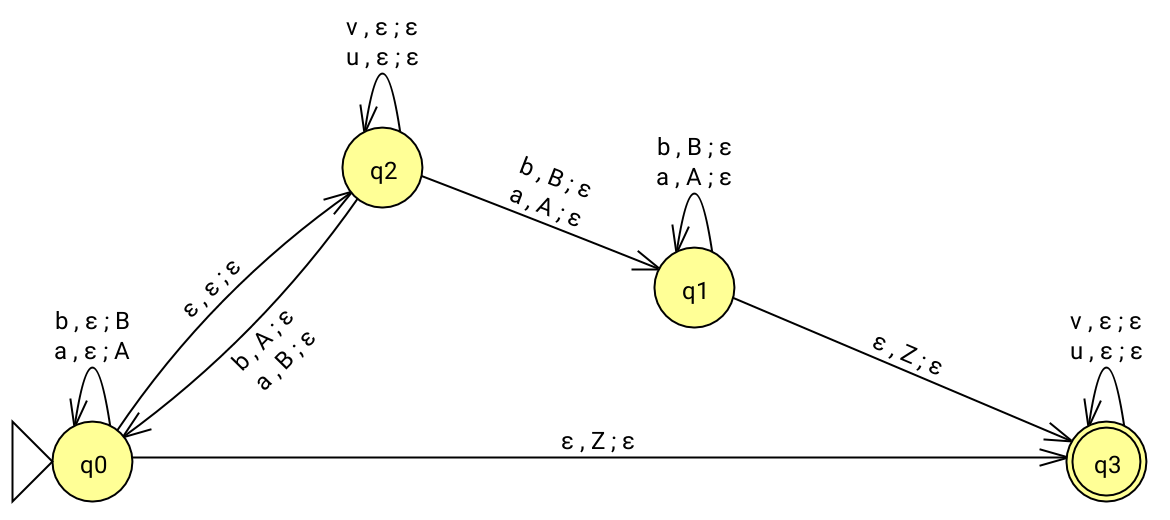 v,ε;ε
u,ε;ε
q2
b,B;ε
a,A;ε
b,B;ε
a,A;ε
q1
ε,ε;ε
b,A;ε
a,B;ε
b,ε;B
a,ε;A
ε,Z;ε
v,ε;ε
u,ε;ε
q0
ε,Z;ε
q3